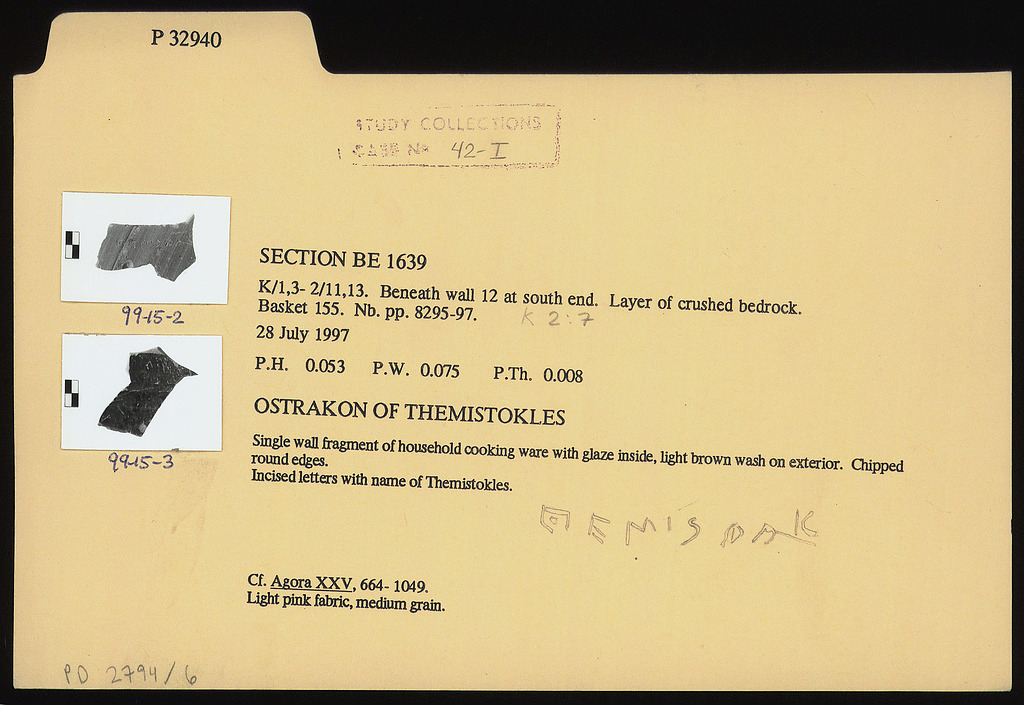 P 32940
STUDY COLLECTIONS
CASE No 42-I
99-15-2
99-15-3
SECTION BE 1639
K/1,3- 2/11,13. Beneath wall 12 at south end. Layer of crushed bedrock.
Basket 155. Nb. pp. 8295-97.
K 2:7
28 July 1997
P.H. 0.053 P.W. 0.075 P.Th. 0.008
OSTRAKON OF THEMISTOKLES
Single wall fragment of household cooking ware with glaze inside, light brown wash on exterior. Chipped
round edges.
Incised letters with name of Themistokles.
Cf. Agora XXV, 664- 1049.
Light pink fabric, medium grain.
PD 2794/6